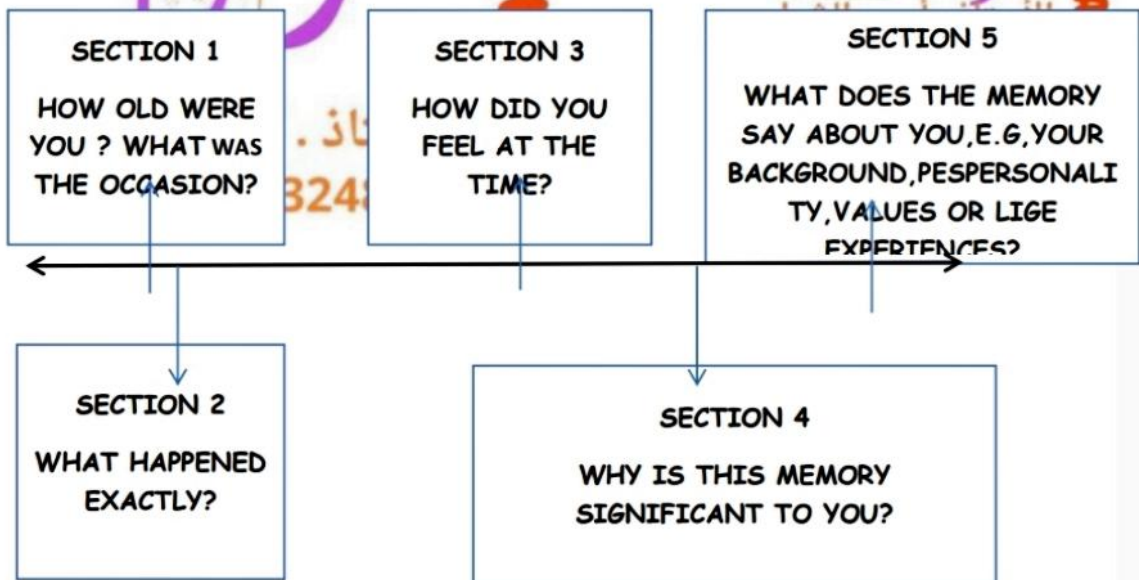 SECTION 1
HOW OLD WERE
YOU ? WHAT WAS
THE OCCASION?
SECTION 3
HOW DID YOU
FEEL AT THE
TIME?
SECTION 5
WHAT DOES THE MEMORY
SAY ABOUT YOU,E.G,YOUR
BACKGROUND,PESPERSONALI
TY,VALUES OR LIGE
EXPERIENCES?
SECTION 2
WHAT HAPPENED
EXACTLY?
SECTION 4
WHY IS THIS MEMORY
SIGNIFICANT TO YOU?